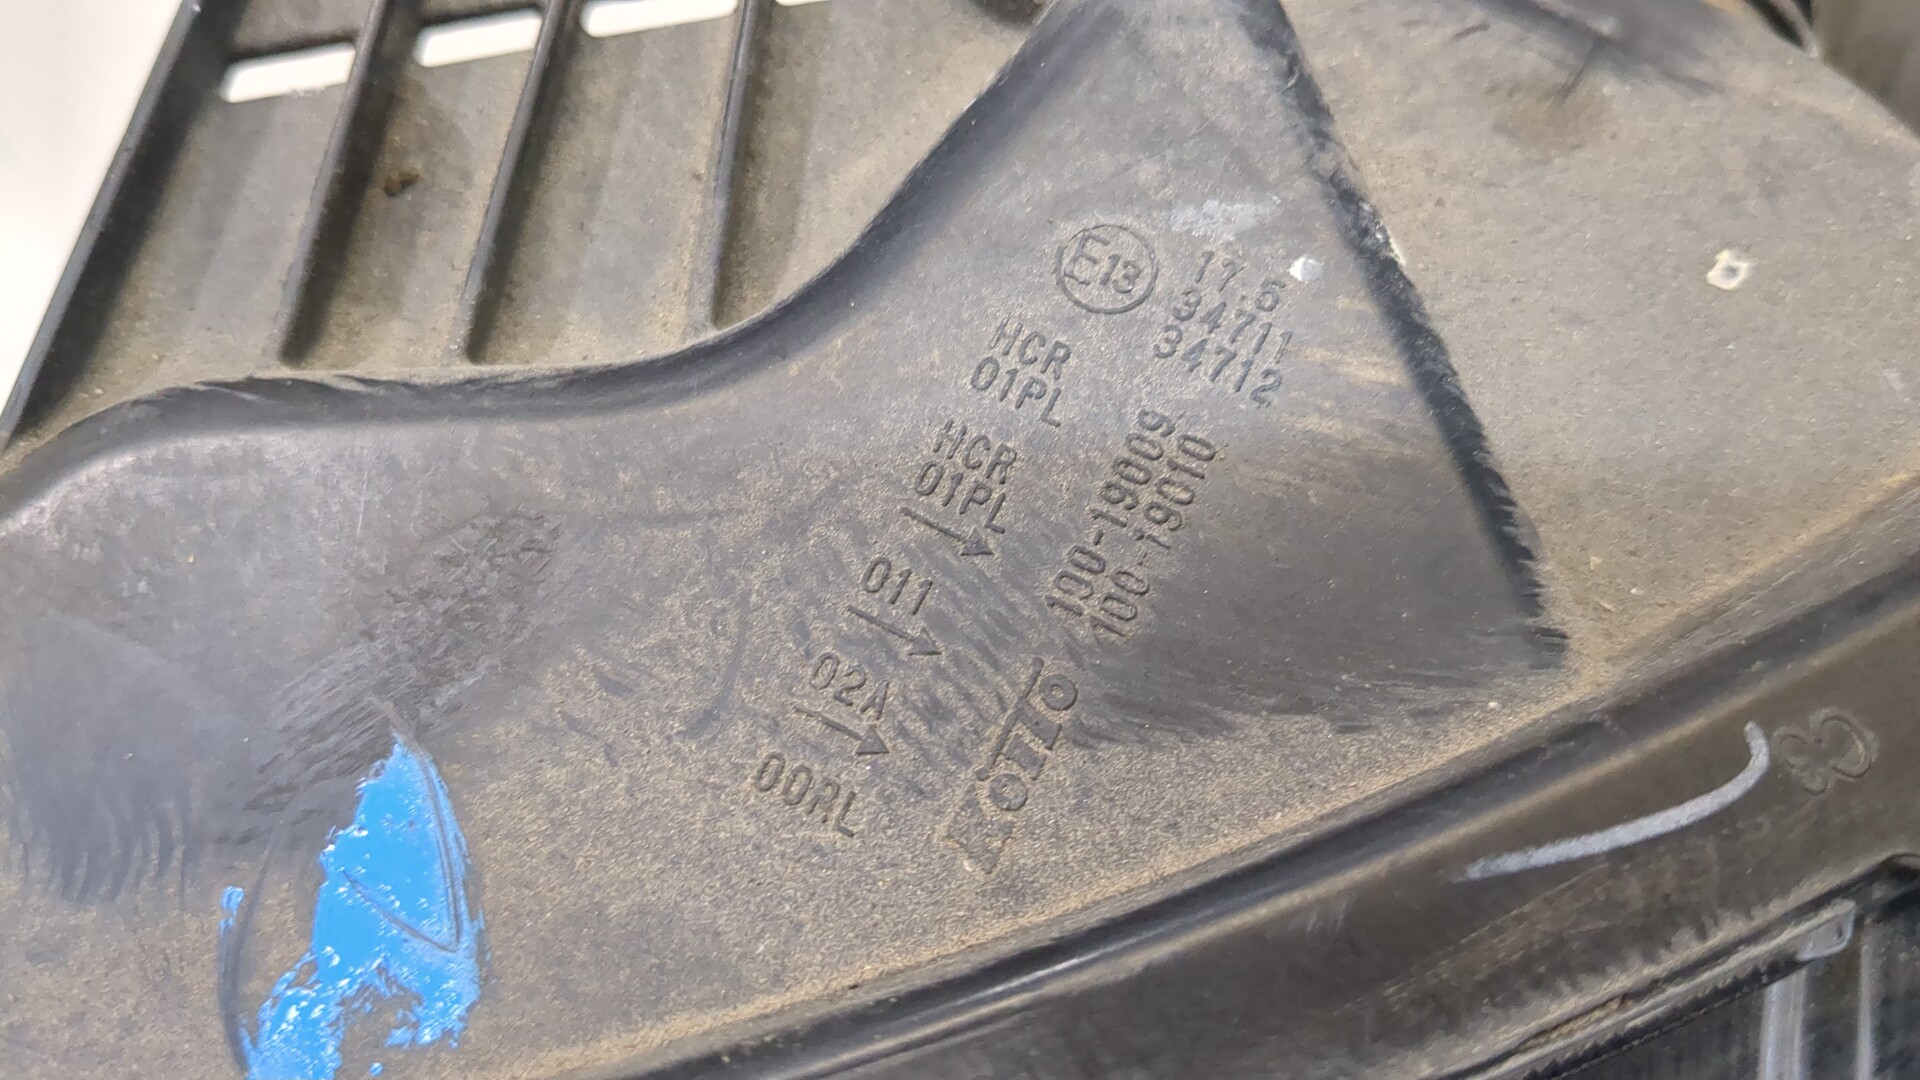 E13
17.5
34711
34712
HCR
01PL
HCR
01PL
→
011
→
02A
→
00RL
100-19009
100-19010
KOITO